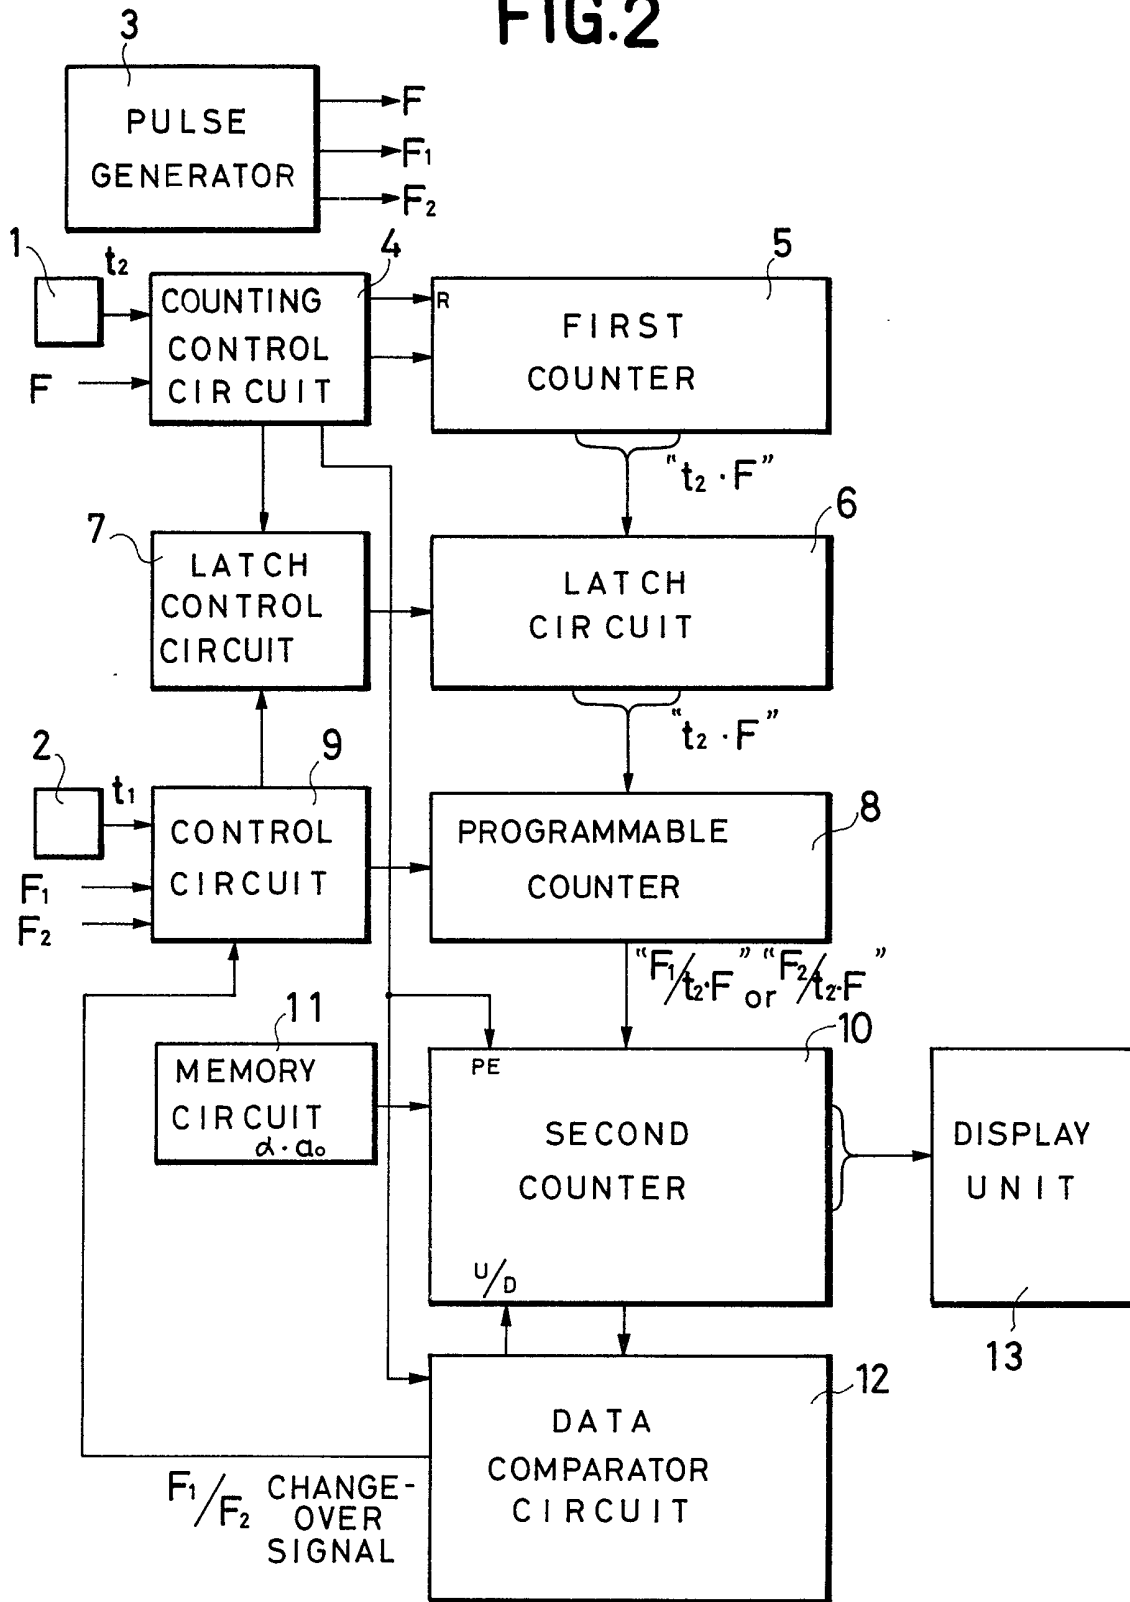 FIG.2
3
PULSE
GENERATOR
F
F₁
F₂
1
t₂
4
COUNTING
CONTROL
CIRCUIT
F
5
R
FIRST
COUNTER
"t₂ · F"
7
LATCH
CONTROL
CIRCUIT
6
LATCH
CIRCUIT
"t₂ · F"
2
t₁
9
CONTROL
CIRCUIT
F₁
F₂
8
PROGRAMMABLE
COUNTER
"F₁/t₂·F" or "F₂/t₂·F"
11
MEMORY
CIRCUIT
α·a₀
10
PE
SECOND
COUNTER
U/D
DISPLAY
UNIT
13
12
DATA
COMPARATOR
CIRCUIT
F₁/F₂ CHANGE-
OVER
SIGNAL